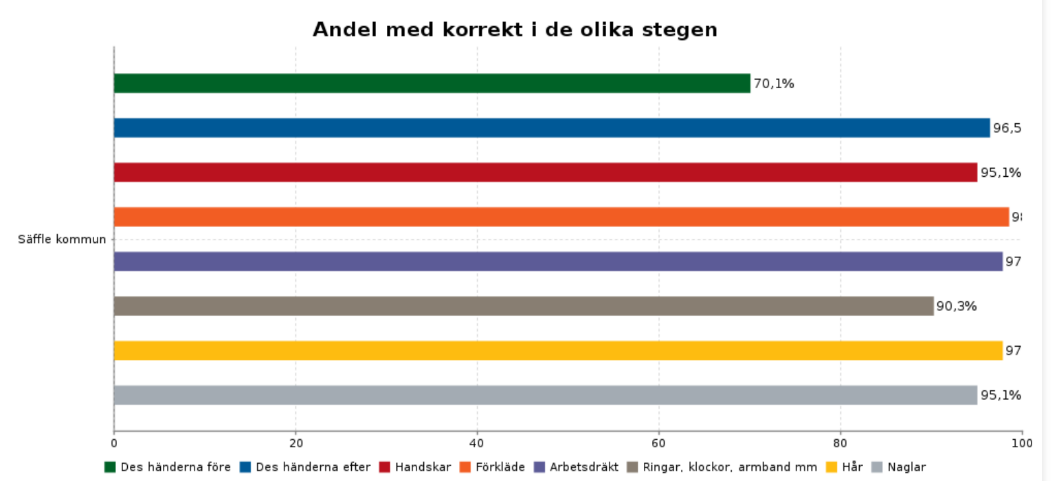 Andel med korrekt i de olika stegen
70,1%
96,5
95,1%
Säffle kommun
97
90,3%
97
95,1%
0 20 40 60 80 100
Des händerna före Des händerna efter Handskar Förkläde Arbetsdräkt Ringar, klockor, armband mm Hår Naglar